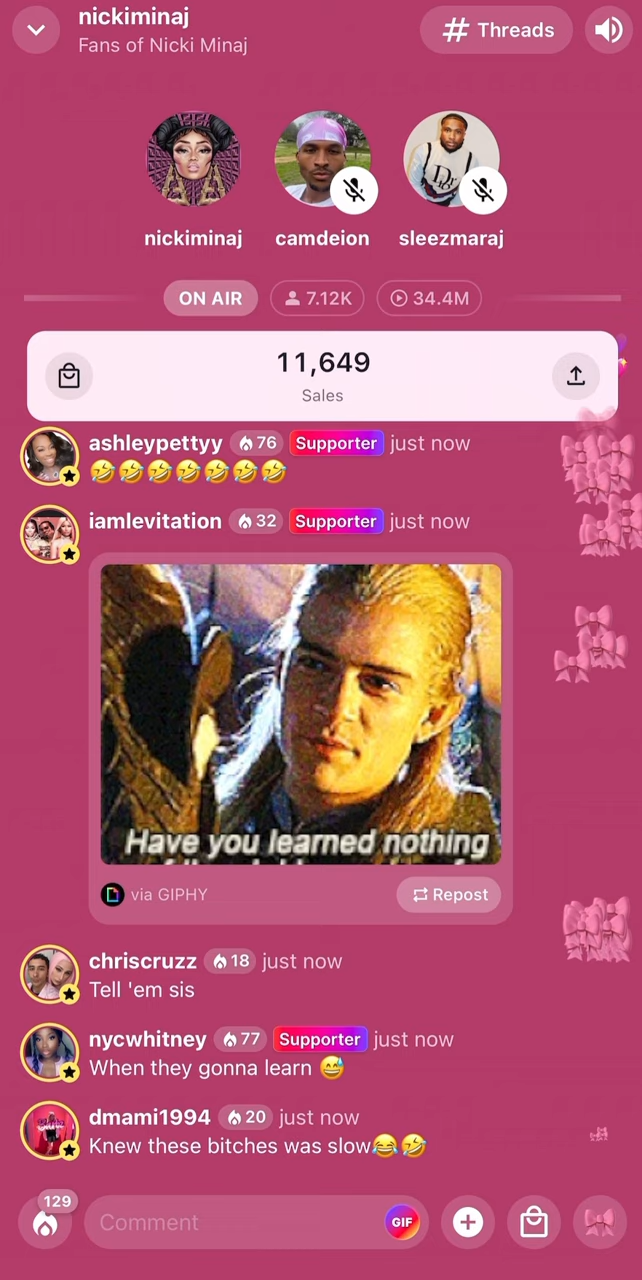 nickiminaj
Fans of Nicki Minaj
# Threads
nickiminaj
camdeion
sleezmaraj
ON AIR
7.12K
34.4M
11,649
Sales
ashleypettyy 76 Supporter just now
🤣🤣🤣🤣🤣🤣🤣
iamlevitation 32 Supporter just now
Have you learned nothing
via GIPHY
Repost
chriscruzz 18 just now
Tell 'em sis
nycwhitney 77 Supporter just now
When they gonna learn 😅
dmami1994 20 just now
Knew these bitches was slow😂🤣
129
Comment
GIF